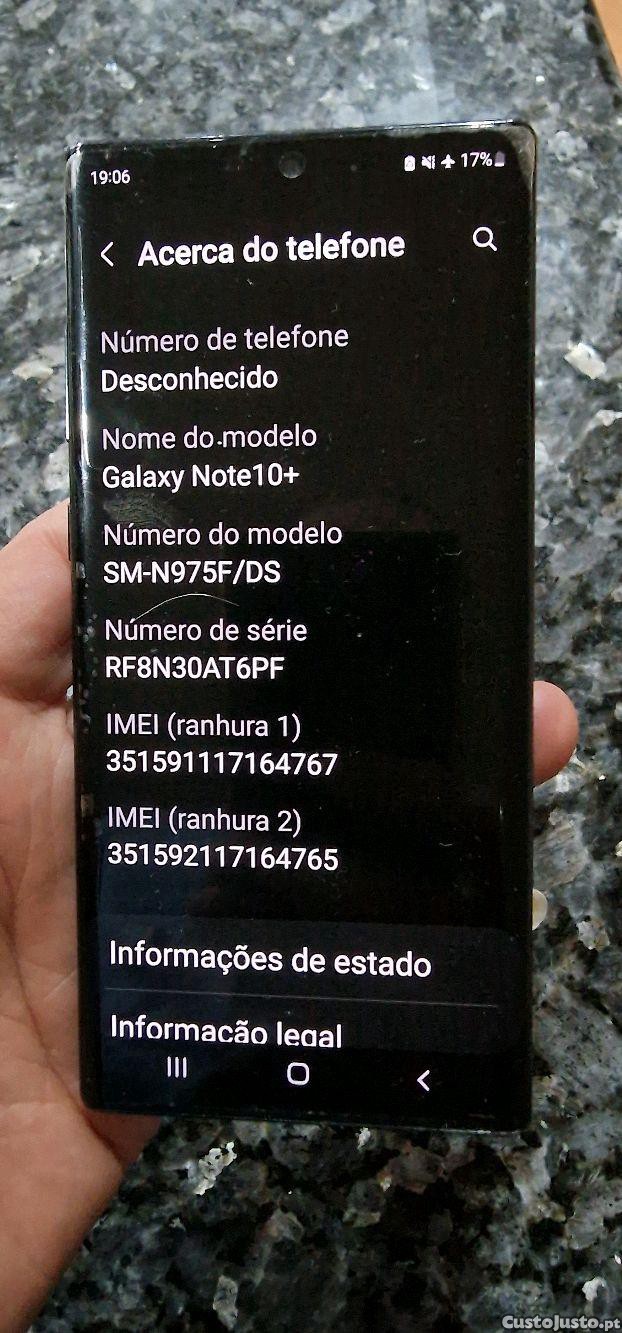 19:06 17%
Acerca do telefone
Número de telefone
Desconhecido
Nome do modelo
Galaxy Note10+
Número do modelo
SM-N975F/DS
Número de série
RF8N30AT6PF
IMEI (ranhura 1)
351591117164767
IMEI (ranhura 2)
351592117164765
Informações de estado
Informação legal
CustoJusto.pt